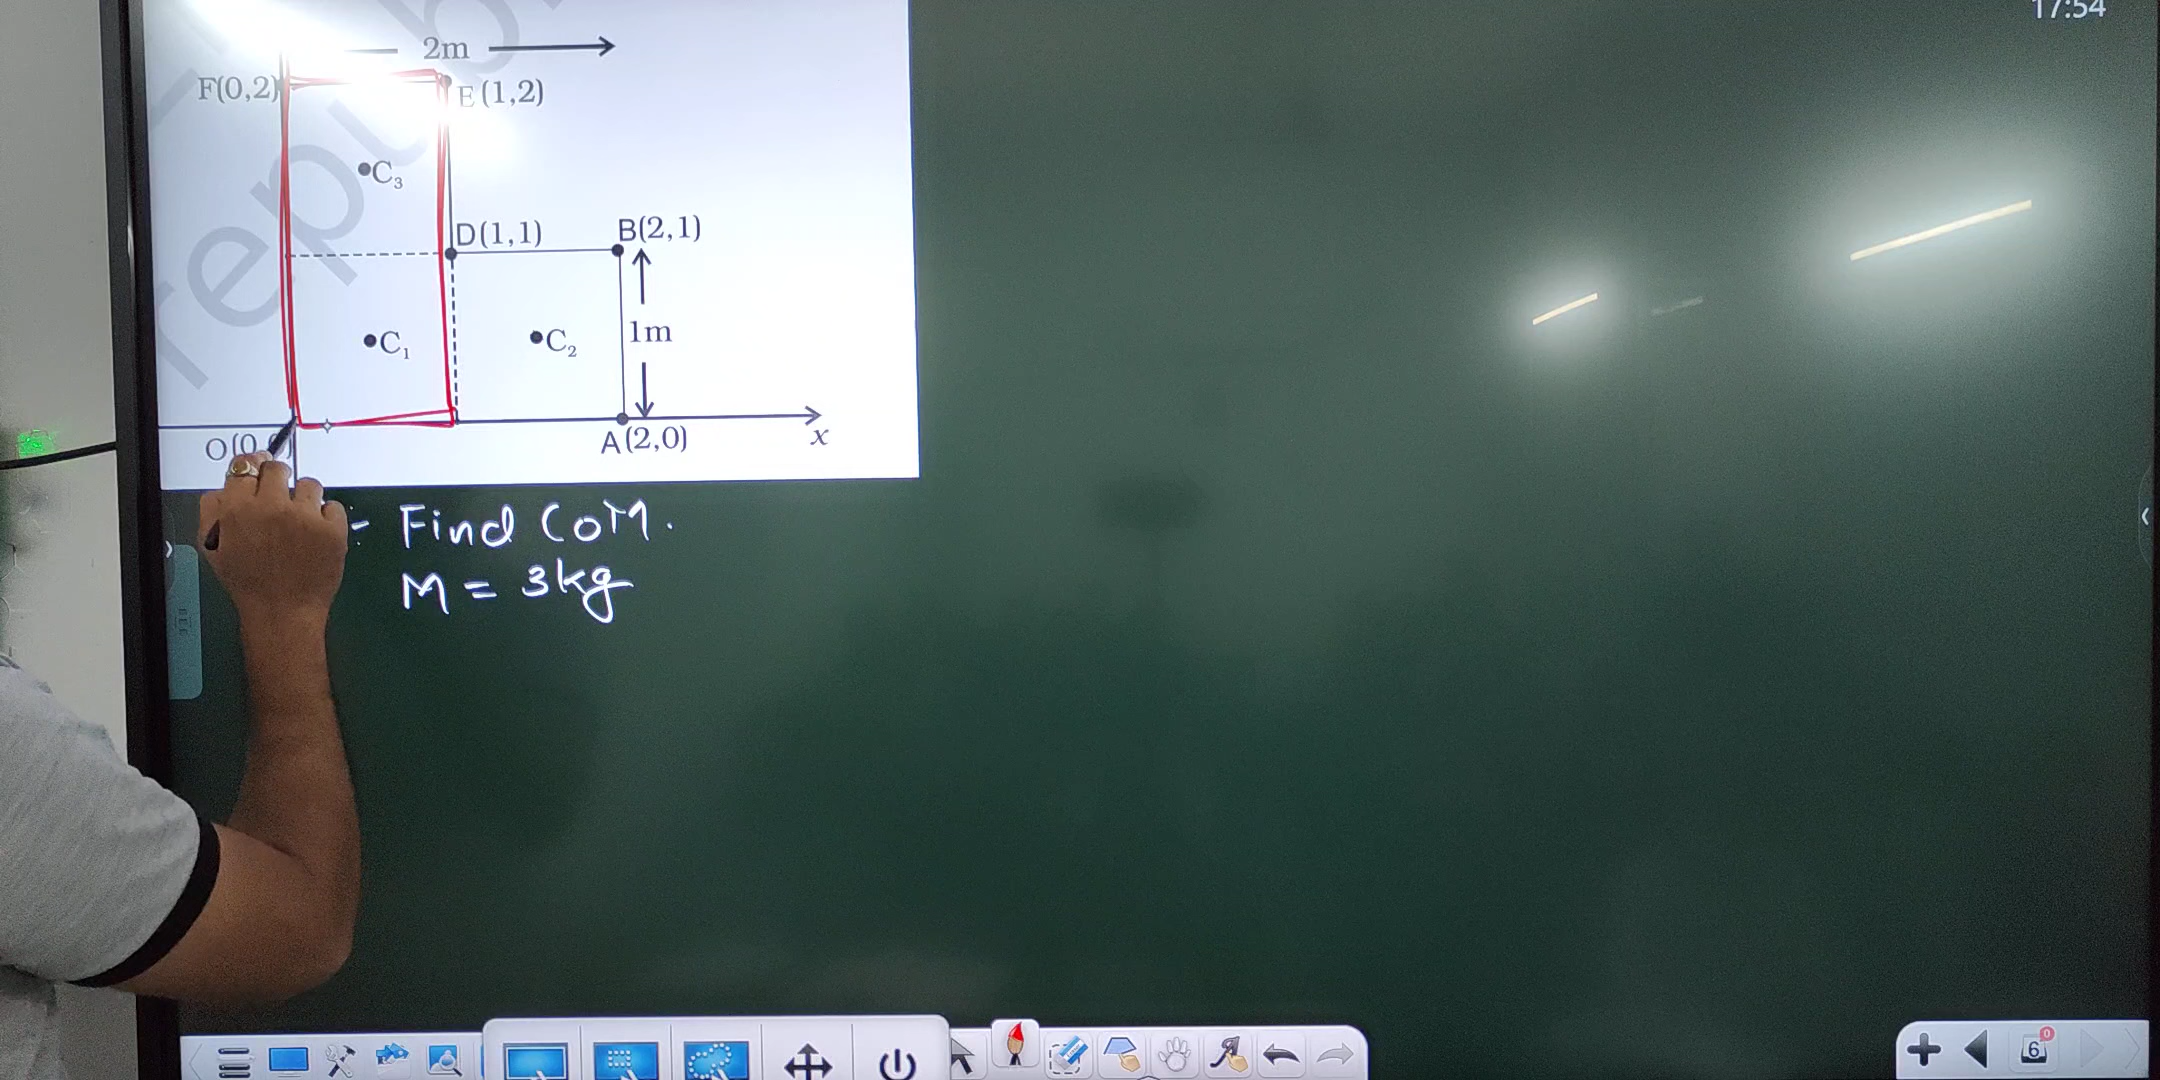 17:54
2m
F(0,2)
E(1,2)
C3
D(1,1)
B(2,1)
C1
C2
1m
A(2,0)
x
Find CoM.
M = 3kg
6
0